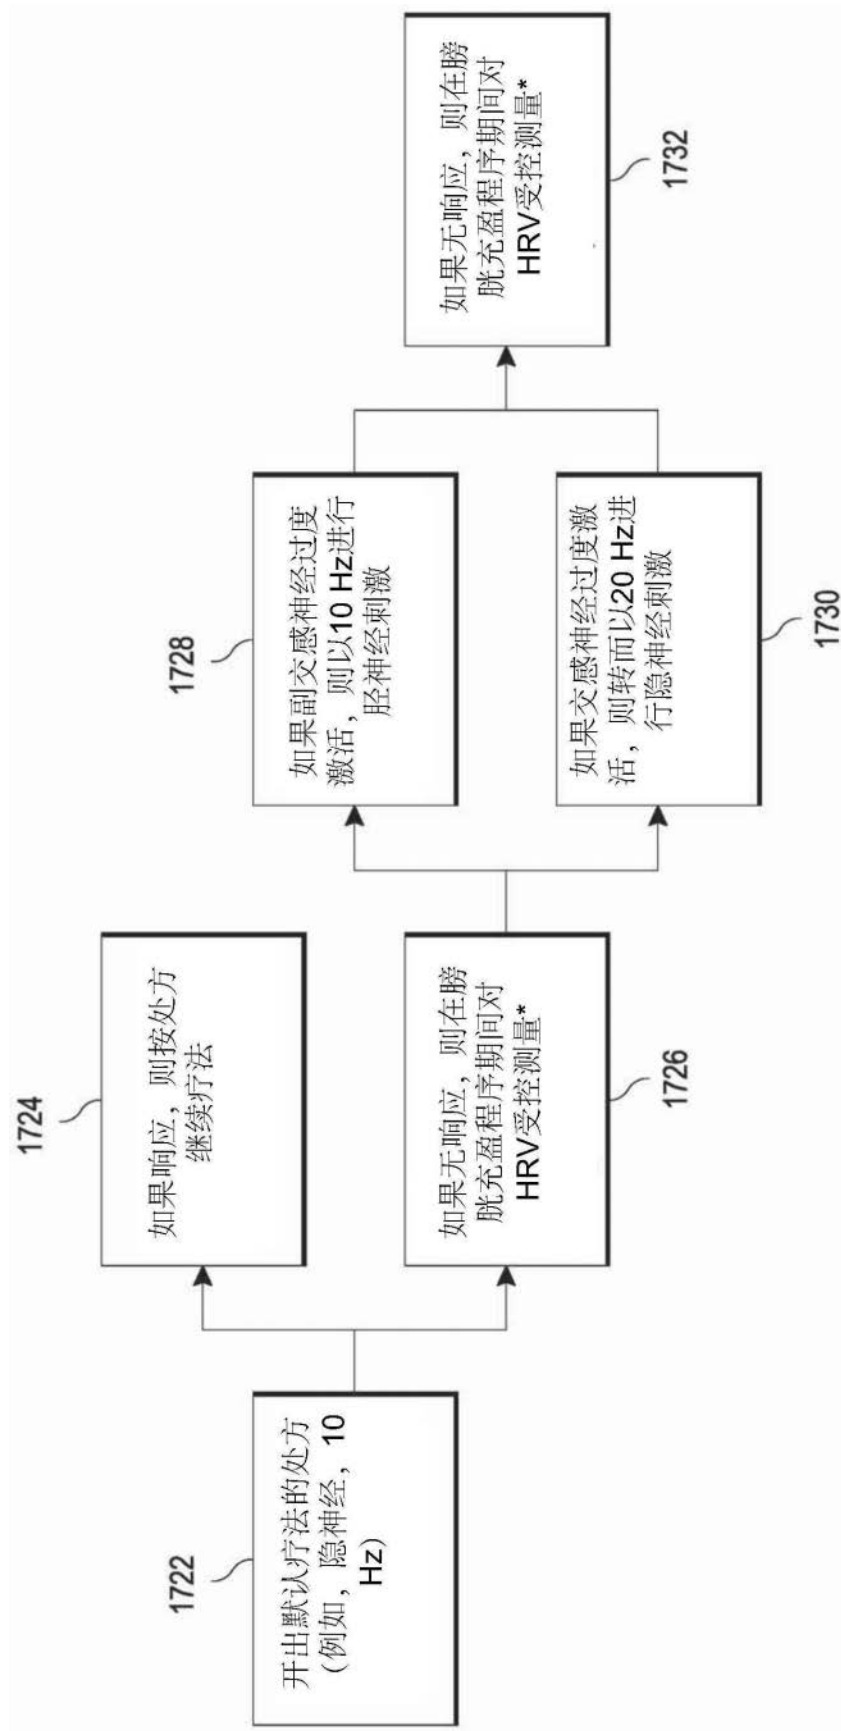 1722
开出默认疗法的处方
（例如，隐神经，10
Hz）
1724
如果响应，则按处方
继续疗法
如果无响应，则在膀
胱充盈程序期间对
HRV受控测量*
1726
1728
如果副交感神经过度
激活，则以10 Hz进行
胫神经刺激
如果交感神经过度激
活，则转而以20 Hz进
行隐神经刺激
1730
如果无响应，则在膀
胱充盈程序期间对
HRV受控测量*
1732